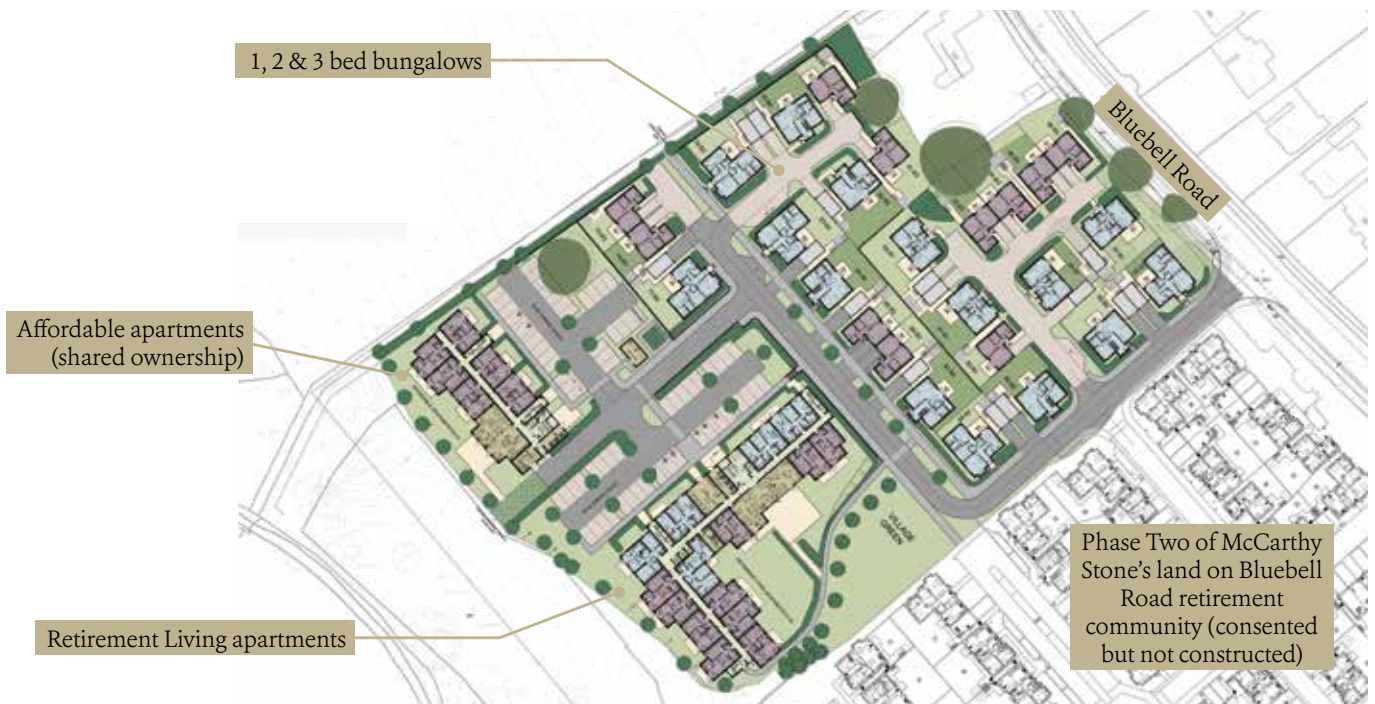 1, 2 & 3 bed bungalows
Bluebell Road
Affordable apartments
(shared ownership)
VILLAGE
GREEN
Phase Two of McCarthy
Stone’s land on Bluebell
Road retirement
community (consented
but not constructed)
Retirement Living apartments